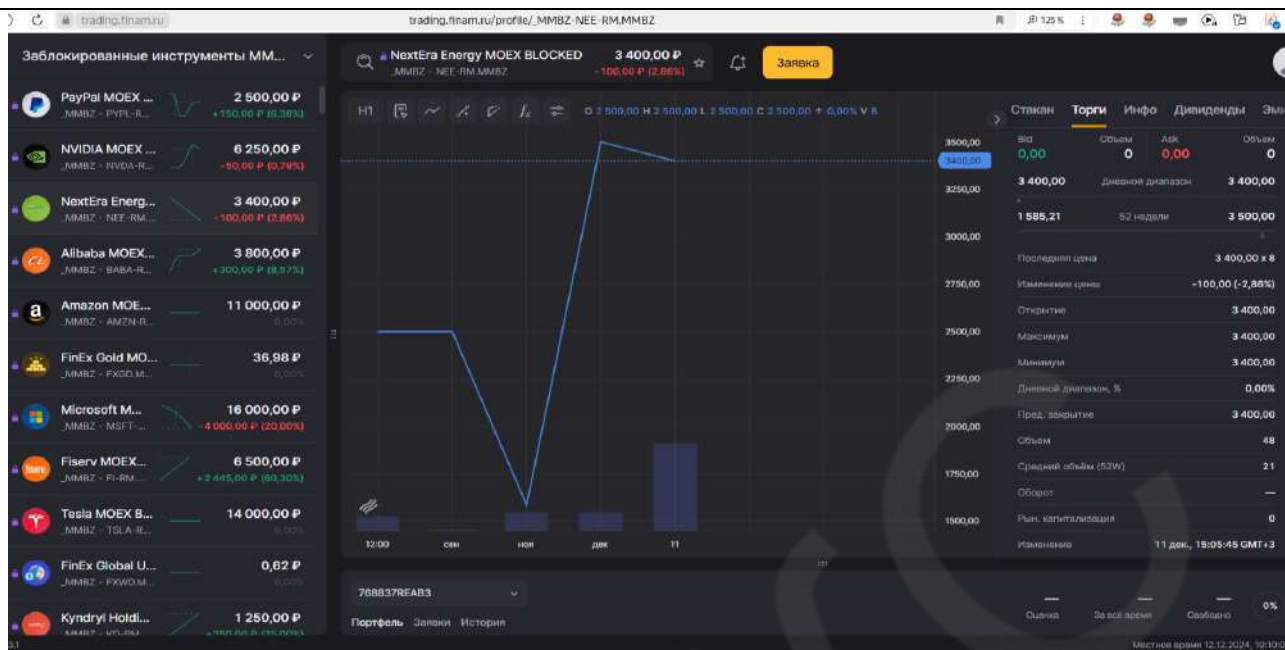 trading.finam.ru
trading.finam.ru/profile/_MMBZ-NEE-RM.MMBZ
125 %
Заблокированные инструменты ММ...
PayPal MOEX ...
2 500,00 ₽
_MMBZ - PYPL-R...
+150,00 ₽ (6,38%)
NVIDIA MOEX ...
6 250,00 ₽
_MMBZ - NVDA-R...
-50,00 ₽ (0,79%)
NextEra Energ...
3 400,00 ₽
_MMBZ - NEE-RM...
-100,00 ₽ (2,86%)
Alibaba MOEX...
3 800,00 ₽
_MMBZ - BABA-R...
+300,00 ₽ (8,57%)
Amazon MOE...
11 000,00 ₽
_MMBZ - AMZN-R...
0,00%
FinEx Gold MO...
36,98 ₽
_MMBZ - FXGD.M...
0,00%
Microsoft M...
16 000,00 ₽
_MMBZ - MSFT-...
-4 000,00 ₽ (20,00%)
Fiserv MOEX...
6 500,00 ₽
_MMBZ - FI-RM....
+2 445,00 ₽ (60,30%)
Tesla MOEX B...
14 000,00 ₽
_MMBZ - TSLA-R...
0,00%
FinEx Global U...
0,62 ₽
_MMBZ - FXWO.M...
0,00%
Kyndryl Holdi...
1 250,00 ₽
NextEra Energy MOEX BLOCKED
_MMBZ - NEE-RM.MMBZ
3 400,00 ₽
-100,00 ₽ (2,86%)
Заявка
H1
O 2 500,00 H 2 500,00 L 2 500,00 C 2 500,00 + 0,00% V 8
3500,00
3400,00
3250,00
3000,00
2750,00
2500,00
2250,00
2000,00
1750,00
1500,00
12:00 сен ноя дек 11
768837REAB3
Портфель Заявки История
Стакан Торги Инфо Дивиденды Эми
Bid Объем Ask Объем
0,00 0 0,00 0
3 400,00 Дневной диапазон 3 400,00
1 585,21 52 недели 3 500,00
Последняя цена 3 400,00 x 8
Изменение цены -100,00 (-2,86%)
Открытие 3 400,00
Максимум 3 400,00
Минимум 3 400,00
Дневной диапазон, % 0,00%
Пред. закрытие 3 400,00
Объем 48
Средний объём (52W) 21
Оборот —
Рын. капитализация 0
Изменение 11 дек., 15:05:45 GMT+3
— — — 0%
Оценка За всё время Свободно
Местное время 12.12.2024, 19:10:0